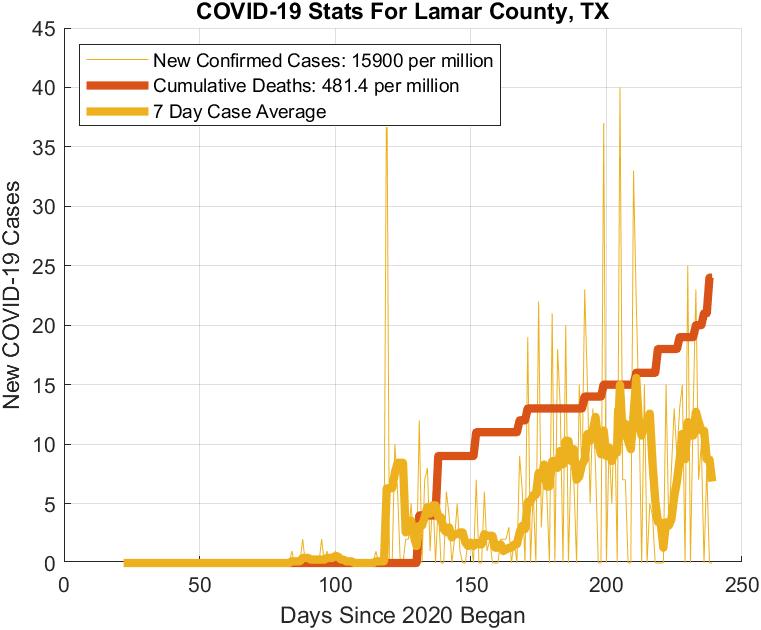 COVID-19 Stats For Lamar County, TX
New Confirmed Cases: 15900 per million
Cumulative Deaths: 481.4 per million
7 Day Case Average
New COVID-19 Cases
45
40
35
30
25
20
15
10
5
0
0 50 100 150 200 250
Days Since 2020 Began